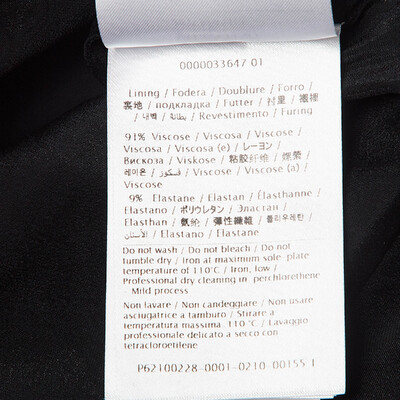 0000033647 01
Lining / Fodera / Doublure / Forro /
裏地 / подкладка / Futter / 衬里 / 襯裡
/ 내벽 / بطانة / Revestimento / Furing
91% Viscose / Viscosa / Viscose /
Viscosa / Viscosa (e) / レーヨン /
Вискоза / Viskose / 粘胶纤维 / 嫘縈 /
레이온 / فسكوز / Viscose / Viscose (a) /
Viscose
9% Elastane / Elastan / Élasthanne /
Elastano / ポリウレタン / Эластан /
Elasthan / 氨纶 / 彈性纖維 / 폴리우레탄 /
الأستان / Elastano / Elastane
Do not wash / Do not bleach / Do not
tumble dry / Iron at maximum sole plate
temperature of 110°C / Iron, low /
Professional dry cleaning in perchlorethene
- Mild process
Non lavare / Non candeggiare / Non usare
asciugatrice a tamburo / Stirare a
temperatura massima 110 °C / Lavaggio
professionale delicato a secco con
tetracloroetilene
P62100228-0001-0210-00155 I